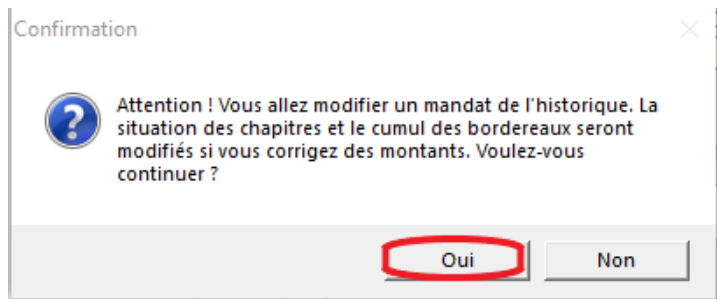 Confirmation
Attention ! Vous allez modifier un mandat de l'historique. La
situation des chapitres et le cumul des bordereaux seront
modifiés si vous corrigez des montants. Voulez-vous
continuer ?
Oui
Non